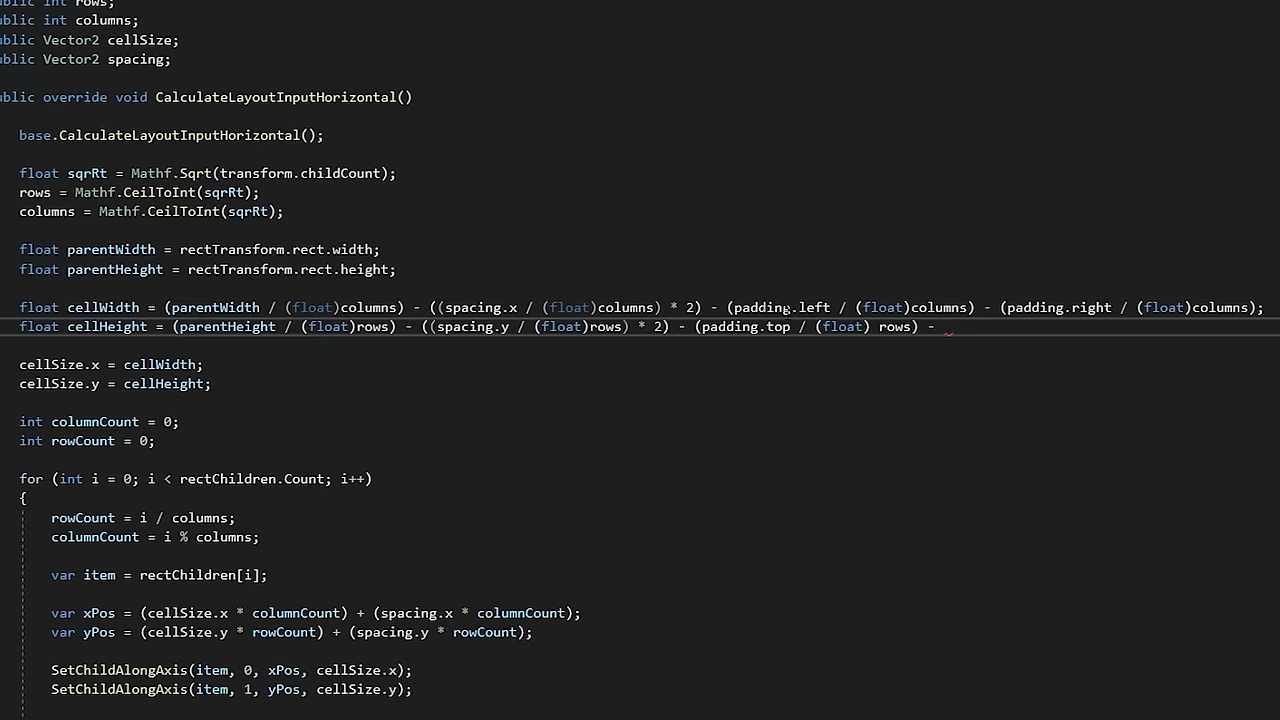 ublic int rows;
ublic int columns;
ublic Vector2 cellSize;
ublic Vector2 spacing;
ublic override void CalculateLayoutInputHorizontal()
base.CalculateLayoutInputHorizontal();
float sqrRt = Mathf.Sqrt(transform.childCount);
rows = Mathf.CeilToInt(sqrRt);
columns = Mathf.CeilToInt(sqrRt);
float parentWidth = rectTransform.rect.width;
float parentHeight = rectTransform.rect.height;
float cellWidth = (parentWidth / (float)columns) - ((spacing.x / (float)columns) * 2) - (padding.left / (float)columns) - (padding.right / (float)columns);
float cellHeight = (parentHeight / (float)rows) - ((spacing.y / (float)rows) * 2) - (padding.top / (float) rows) -
cellSize.x = cellWidth;
cellSize.y = cellHeight;
int columnCount = 0;
int rowCount = 0;
for (int i = 0; i < rectChildren.Count; i++)
{
rowCount = i / columns;
columnCount = i % columns;
var item = rectChildren[i];
var xPos = (cellSize.x * columnCount) + (spacing.x * columnCount);
var yPos = (cellSize.y * rowCount) + (spacing.y * rowCount);
SetChildAlongAxis(item, 0, xPos, cellSize.x);
SetChildAlongAxis(item, 1, yPos, cellSize.y);